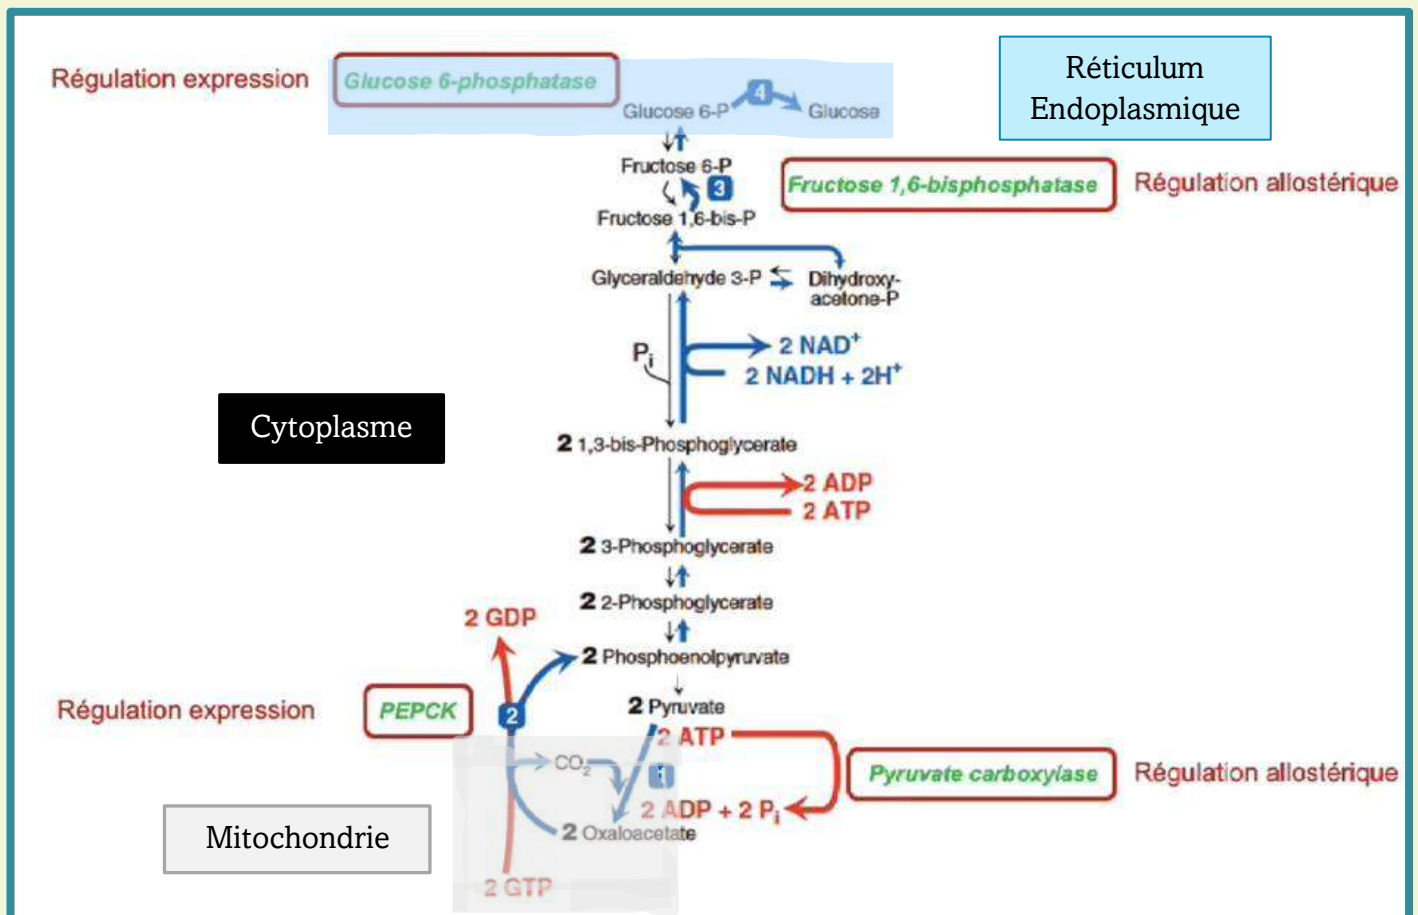 Régulation expression
Glucose 6-phosphatase
Réticulum
Endoplasmique
Glucose 6-P
4
Glucose
Fructose 6-P
3
Fructose 1,6-bisphosphatase
Régulation allostérique
Fructose 1,6-bis-P
Glyceraldehyde 3-P
Dihydroxy-
acetone-P
Pi
2 NAD+
2 NADH + 2H+
Cytoplasme
2 1,3-bis-Phosphoglycerate
2 ADP
2 ATP
2 3-Phosphoglycerate
2 2-Phosphoglycerate
2 GDP
2 Phosphoenolpyruvate
Régulation expression
PEPCK
2
2 Pyruvate
2 ATP
CO2
1
Pyruvate carboxylase
Régulation allostérique
2 ADP + 2 Pi
2 Oxaloacetate
Mitochondrie
2 GTP